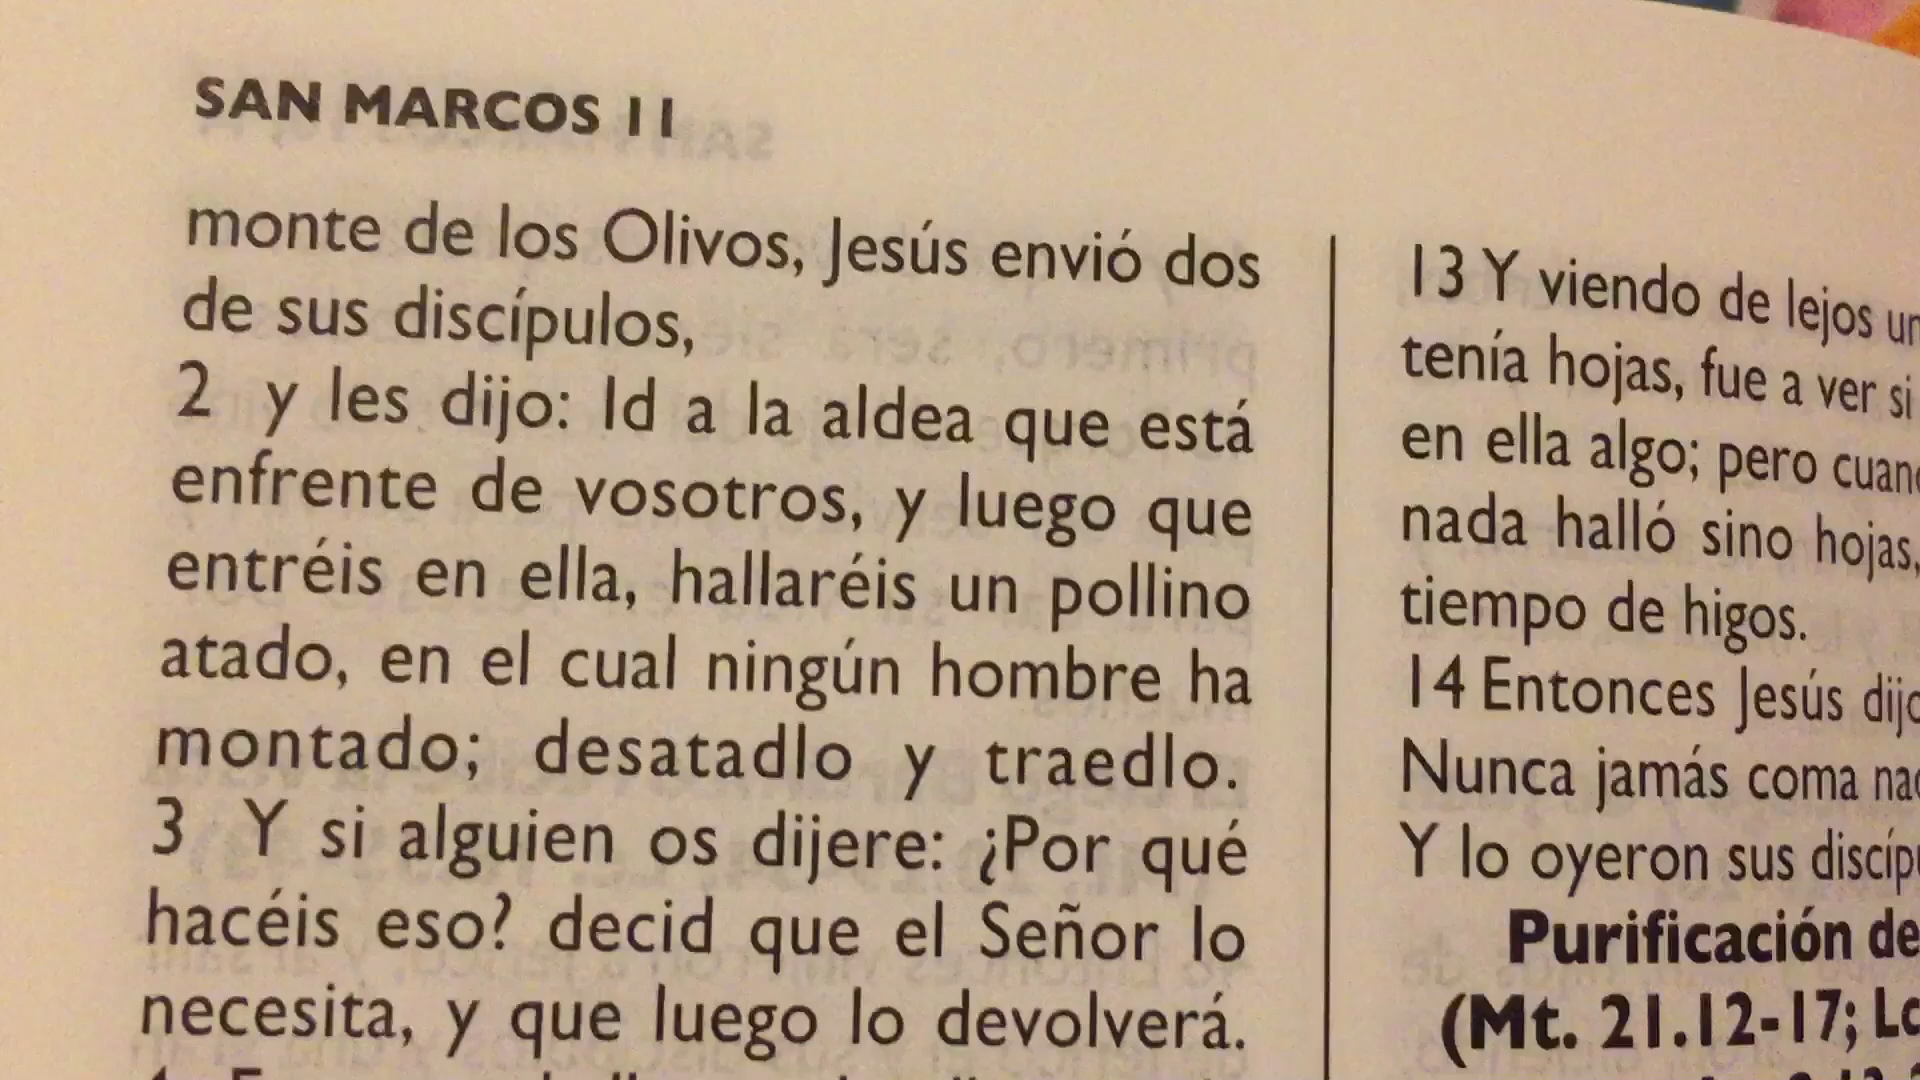 SAN MARCOS 11
monte de los Olivos, Jesús envió dos
de sus discípulos,
2 y les dijo: Id a la aldea que está
enfrente de vosotros, y luego que
entréis en ella, hallaréis un pollino
atado, en el cual ningún hombre ha
montado; desatadlo y traedlo.
3 Y si alguien os dijere: ¿Por qué
hacéis eso? decid que el Señor lo
necesita, y que luego lo devolverá.
13 Y viendo de lejos
tenía hojas, fue a ver si
en ella algo; pero
nada halló sino hojas,
tiempo de higos.
14 Entonces Jesús
Nunca jamás coma
Y lo oyeron sus
Purificación de
(Mt. 21.12-17;